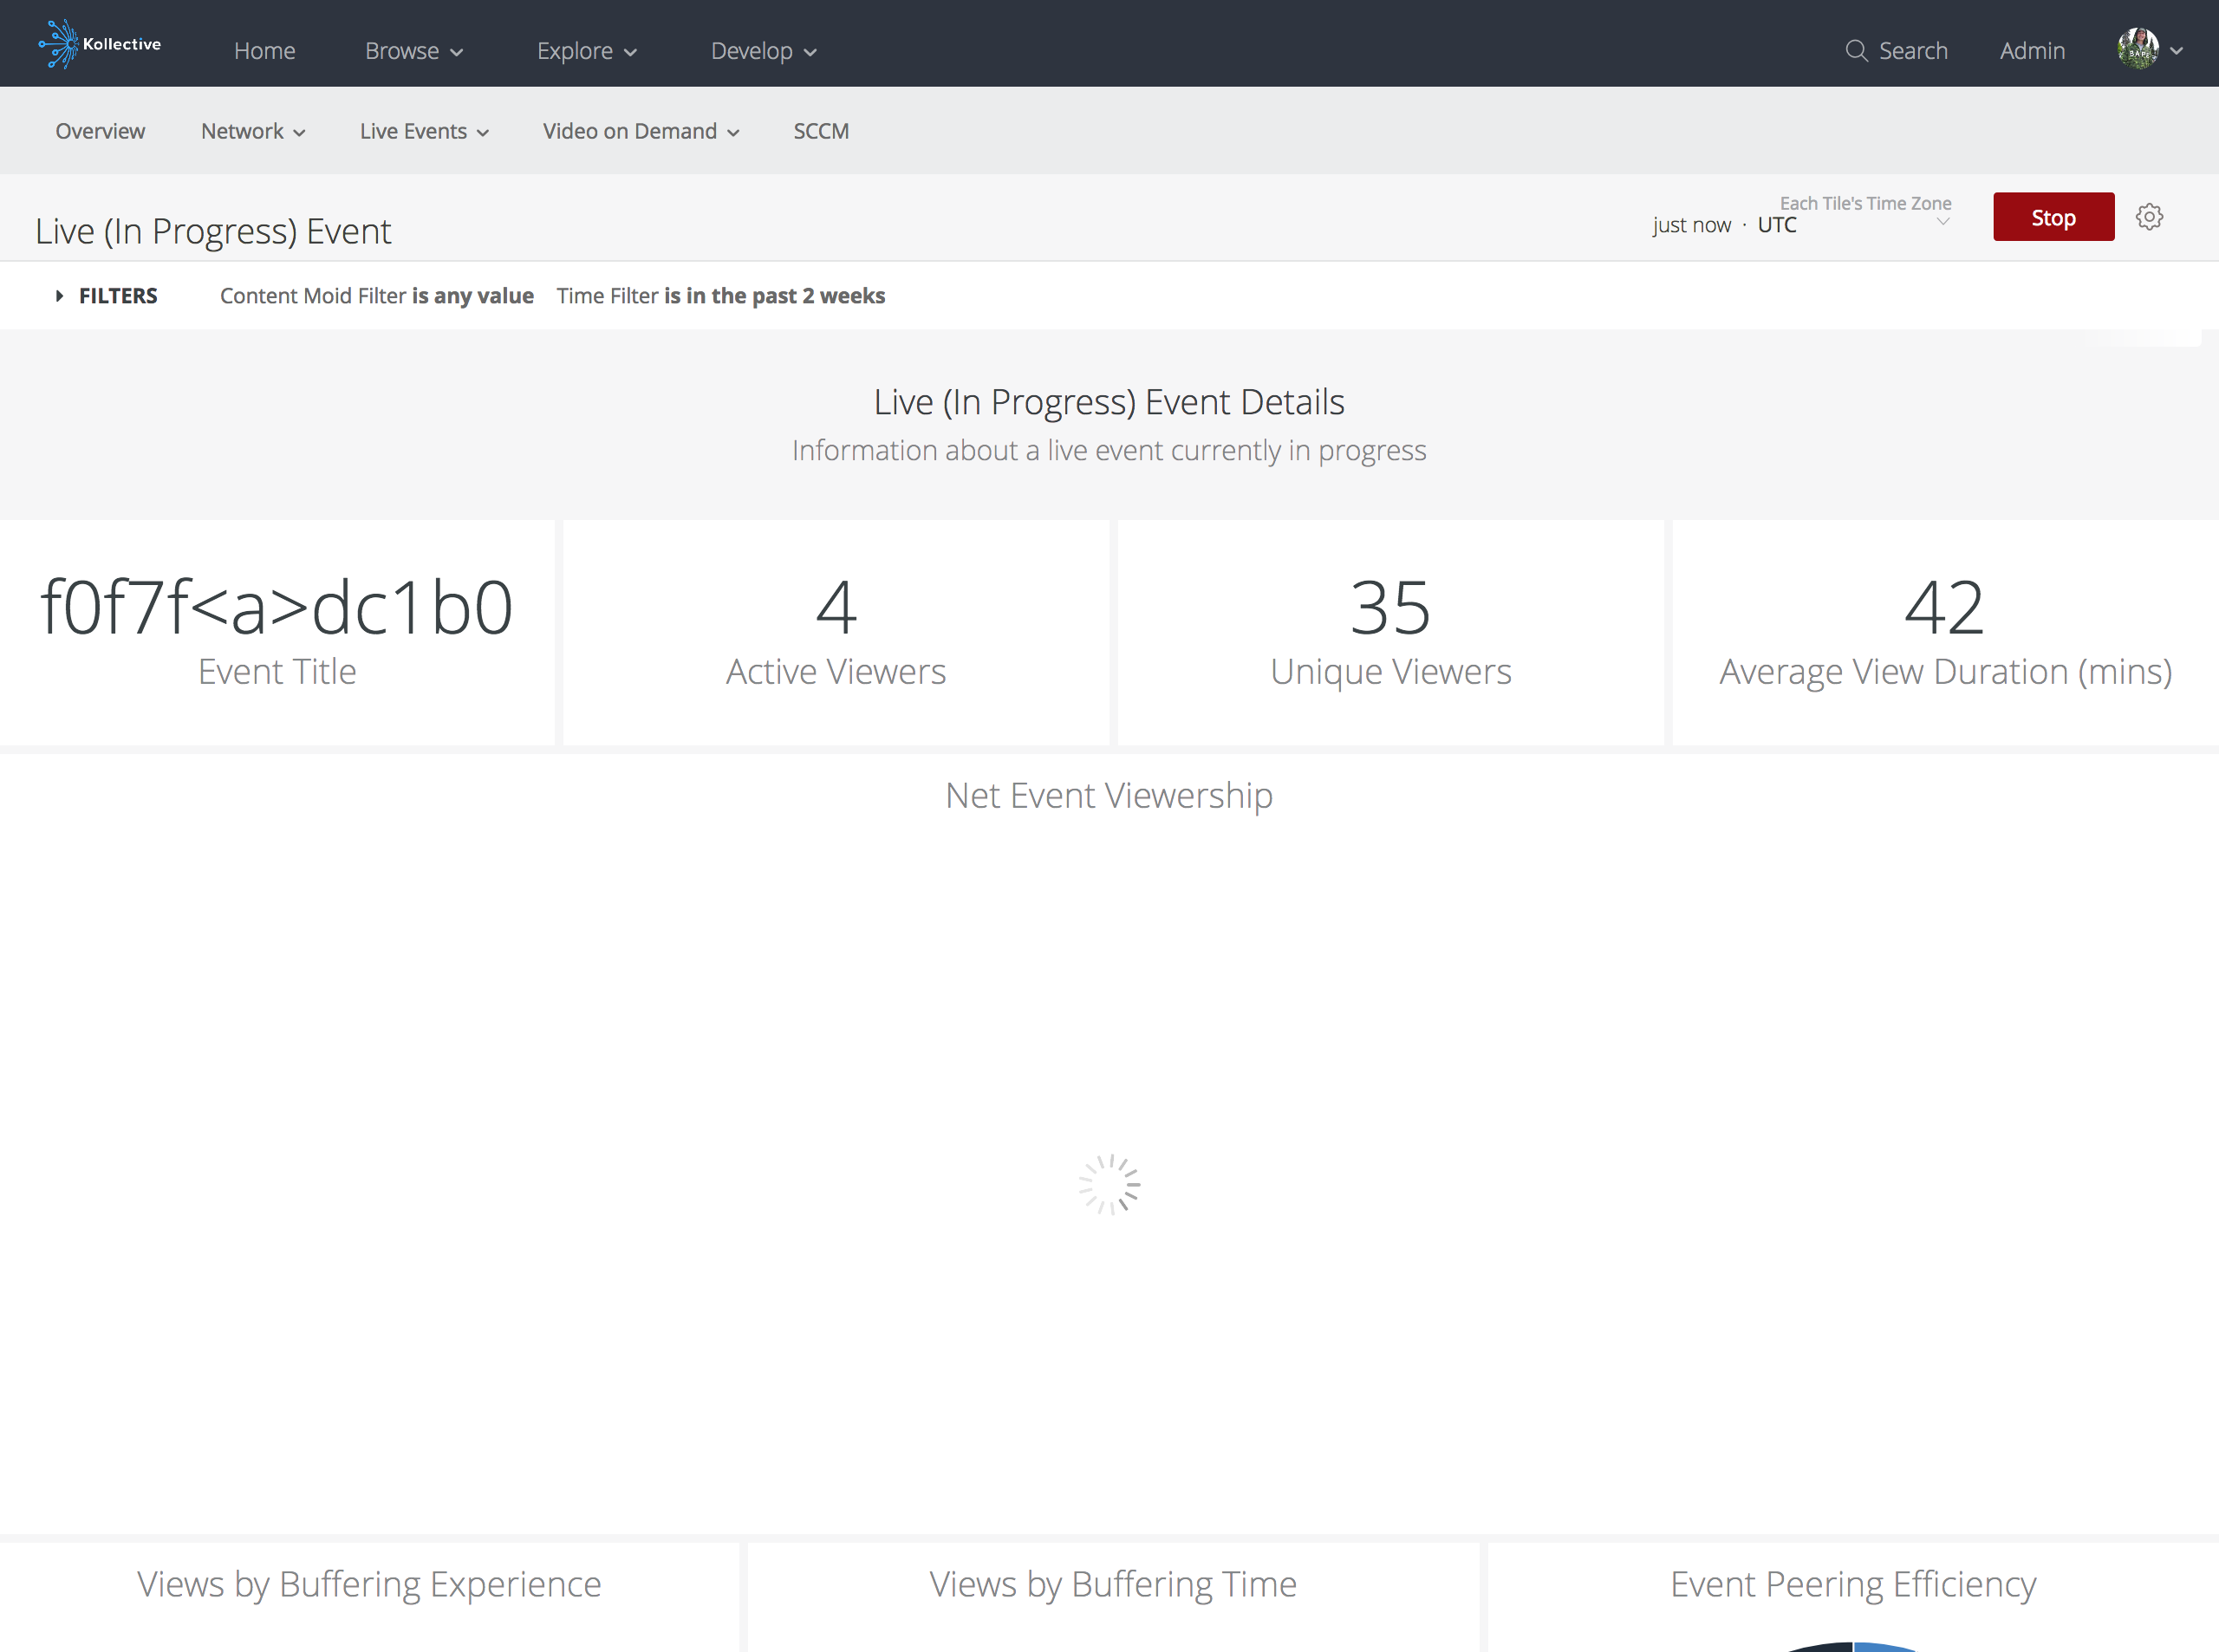 Kollective Home Browse Explore Develop Search Admin
Overview Network Live Events Video on Demand SCCM
Each Tile's Time Zone
Live (In Progress) Event just now · UTC Stop
FILTERS Content Moid Filter is any value Time Filter is in the past 2 weeks
Live (In Progress) Event Details
Information about a live event currently in progress
f0f7f<a>dc1b0 4 35 42
Event Title Active Viewers Unique Viewers Average View Duration (mins)
Net Event Viewership
Views by Buffering Experience Views by Buffering Time Event Peering Efficiency